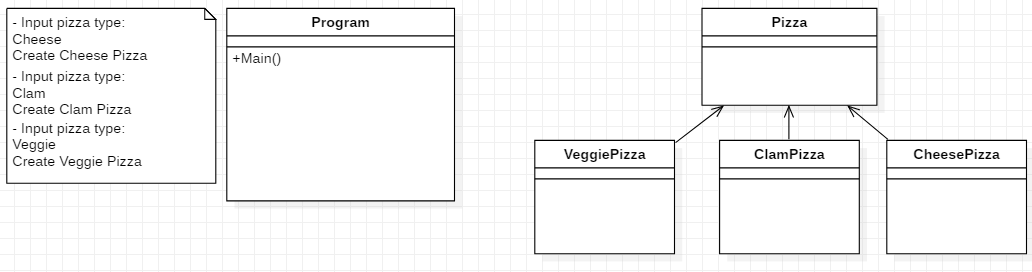 - Input pizza type:
Cheese
Create Cheese Pizza
- Input pizza type:
Clam
Create Clam Pizza
- Input pizza type:
Veggie
Create Veggie Pizza
Program
+Main()
Pizza
VeggiePizza
ClamPizza
CheesePizza